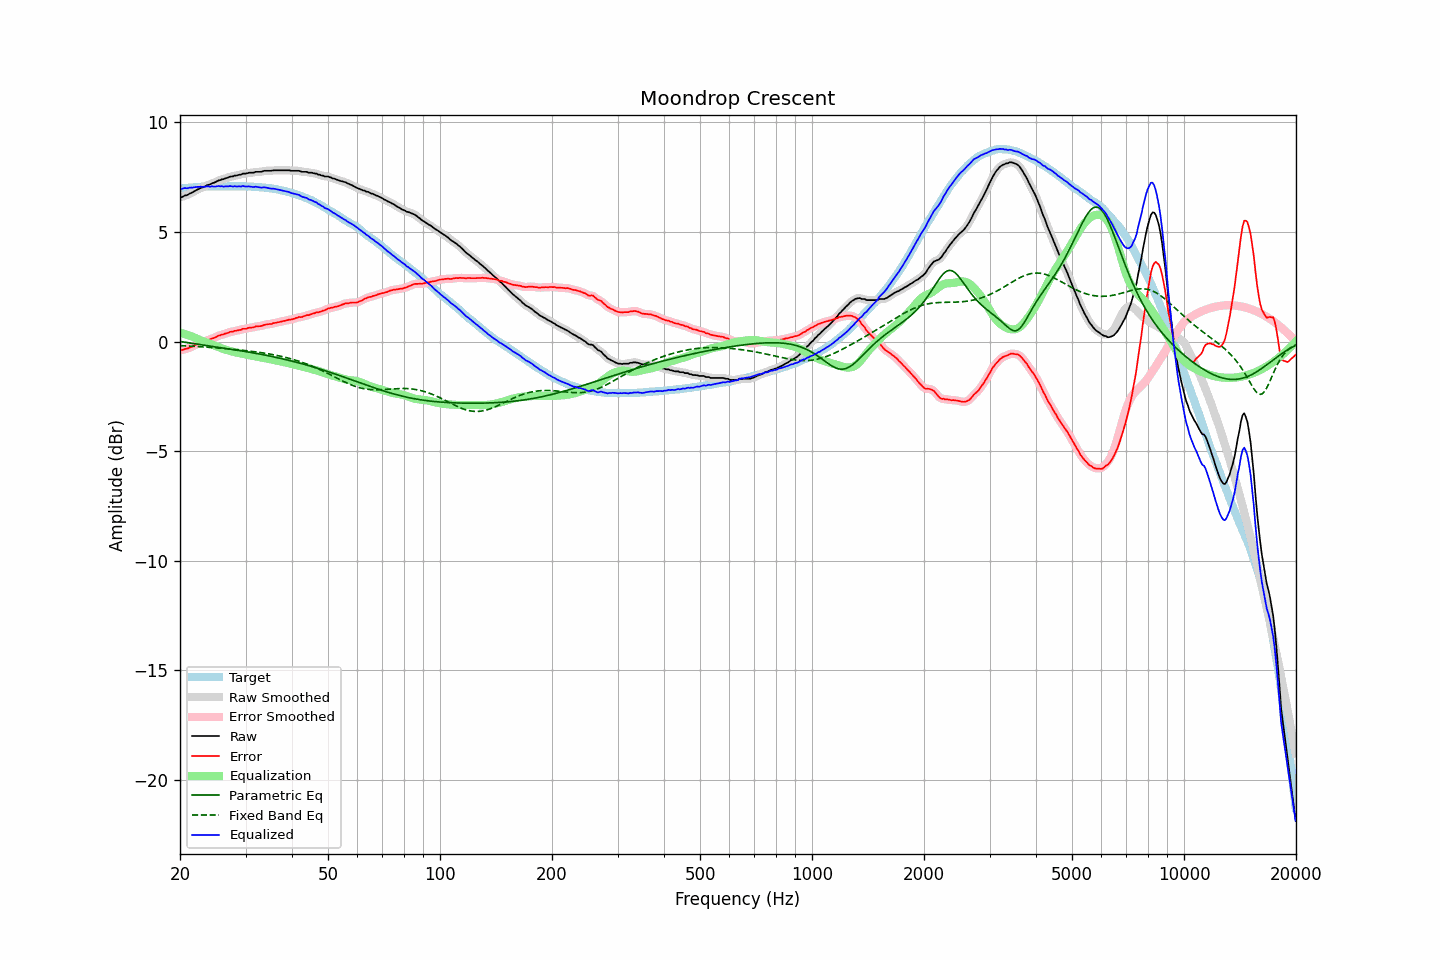 Moondrop Crescent
10
5
0
−5
−10
−15
−20
Amplitude (dBr)
Target
Raw Smoothed
Error Smoothed
Raw
Error
Equalization
Parametric Eq
Fixed Band Eq
Equalized
20 50 100 200 500 1000 2000 5000 10000 20000
Frequency (Hz)